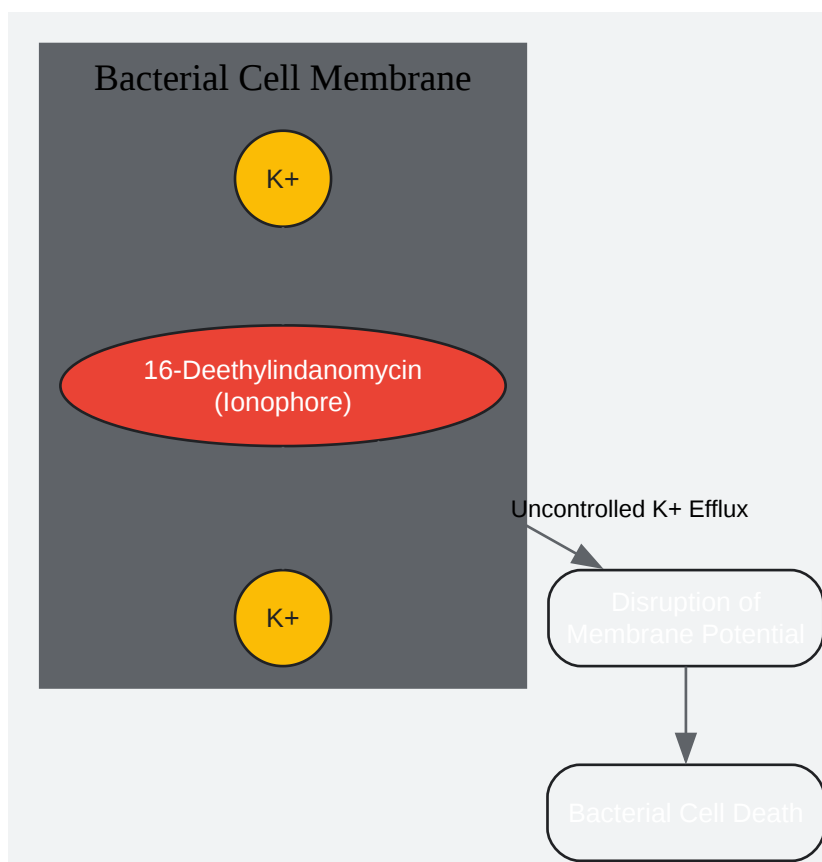 Bacterial Cell Membrane
K+
16-Deethylindanomycin
(Ionophore)
Uncontrolled K+ Efflux
K+
Disruption of
Membrane Potential
Bacterial Cell Death